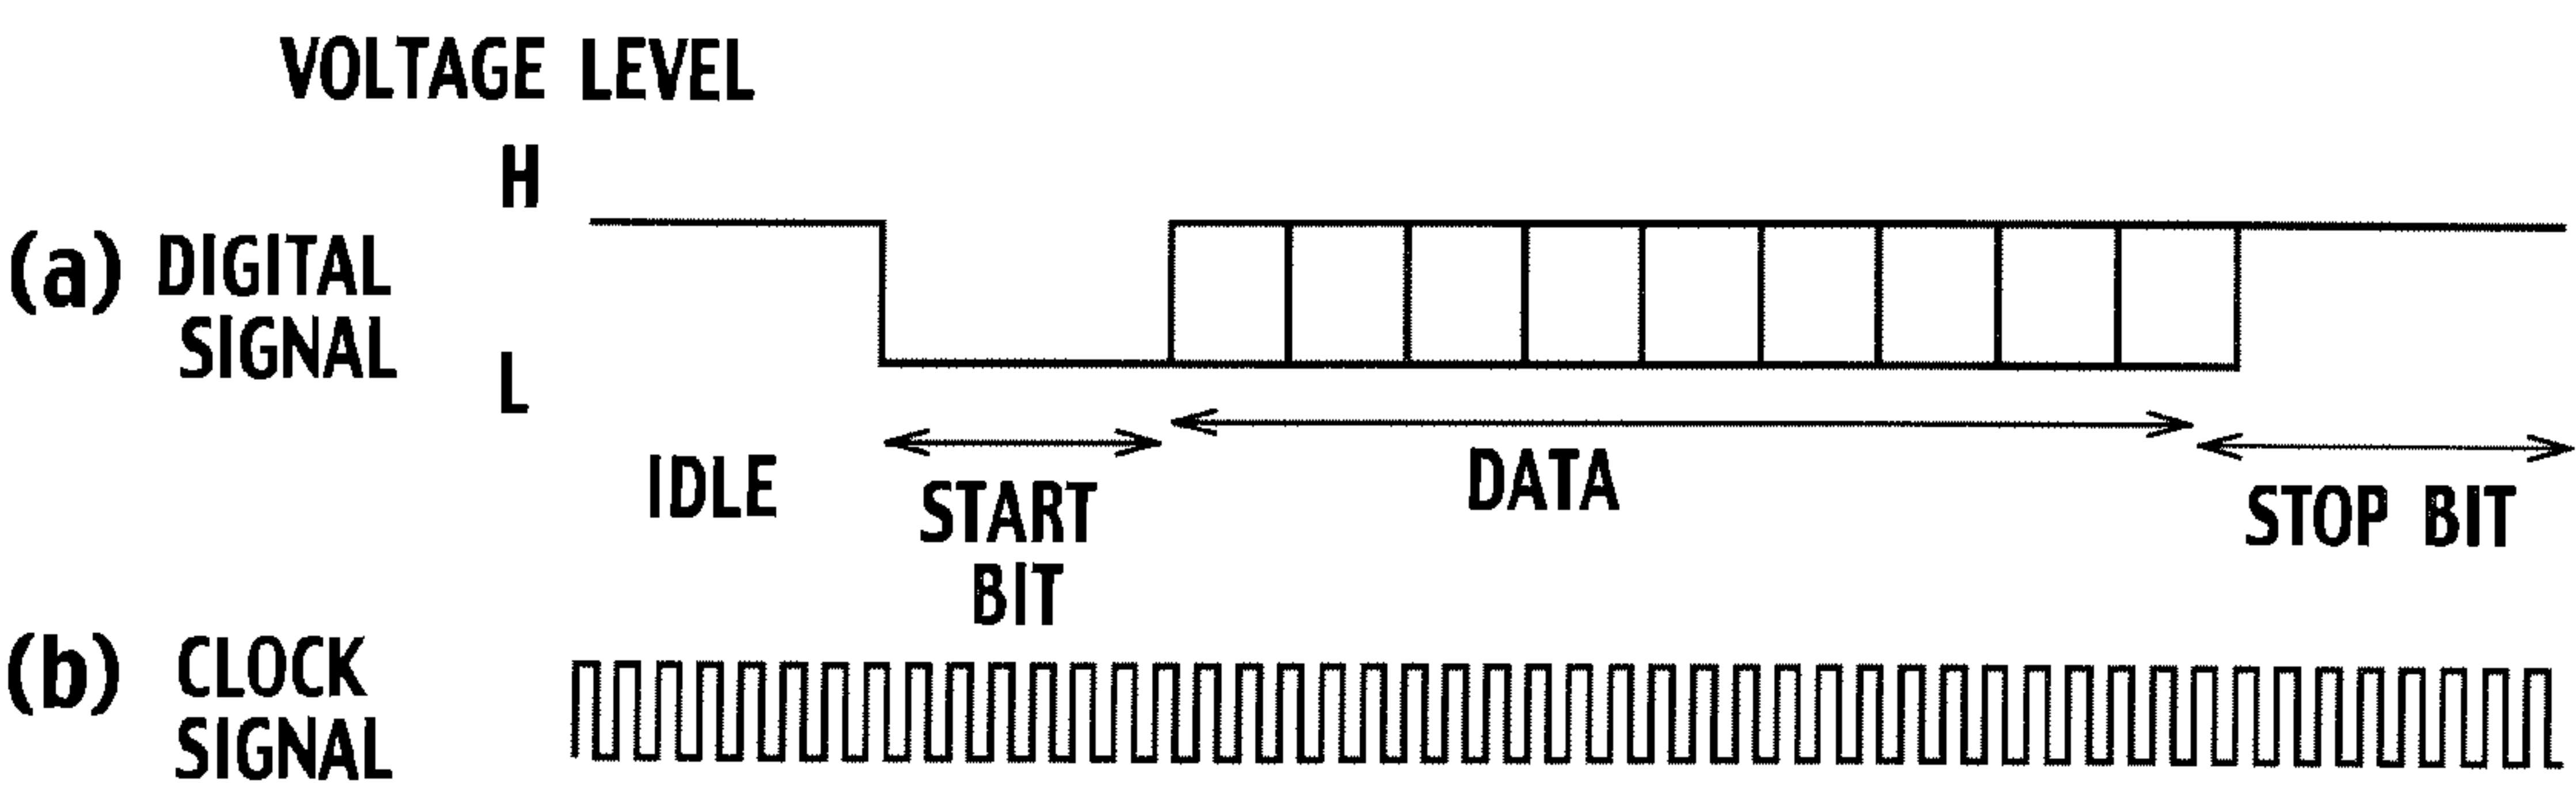 VOLTAGE LEVEL
H
(a) DIGITAL
SIGNAL
L
IDLE
START
BIT
DATA
STOP BIT
(b) CLOCK
SIGNAL